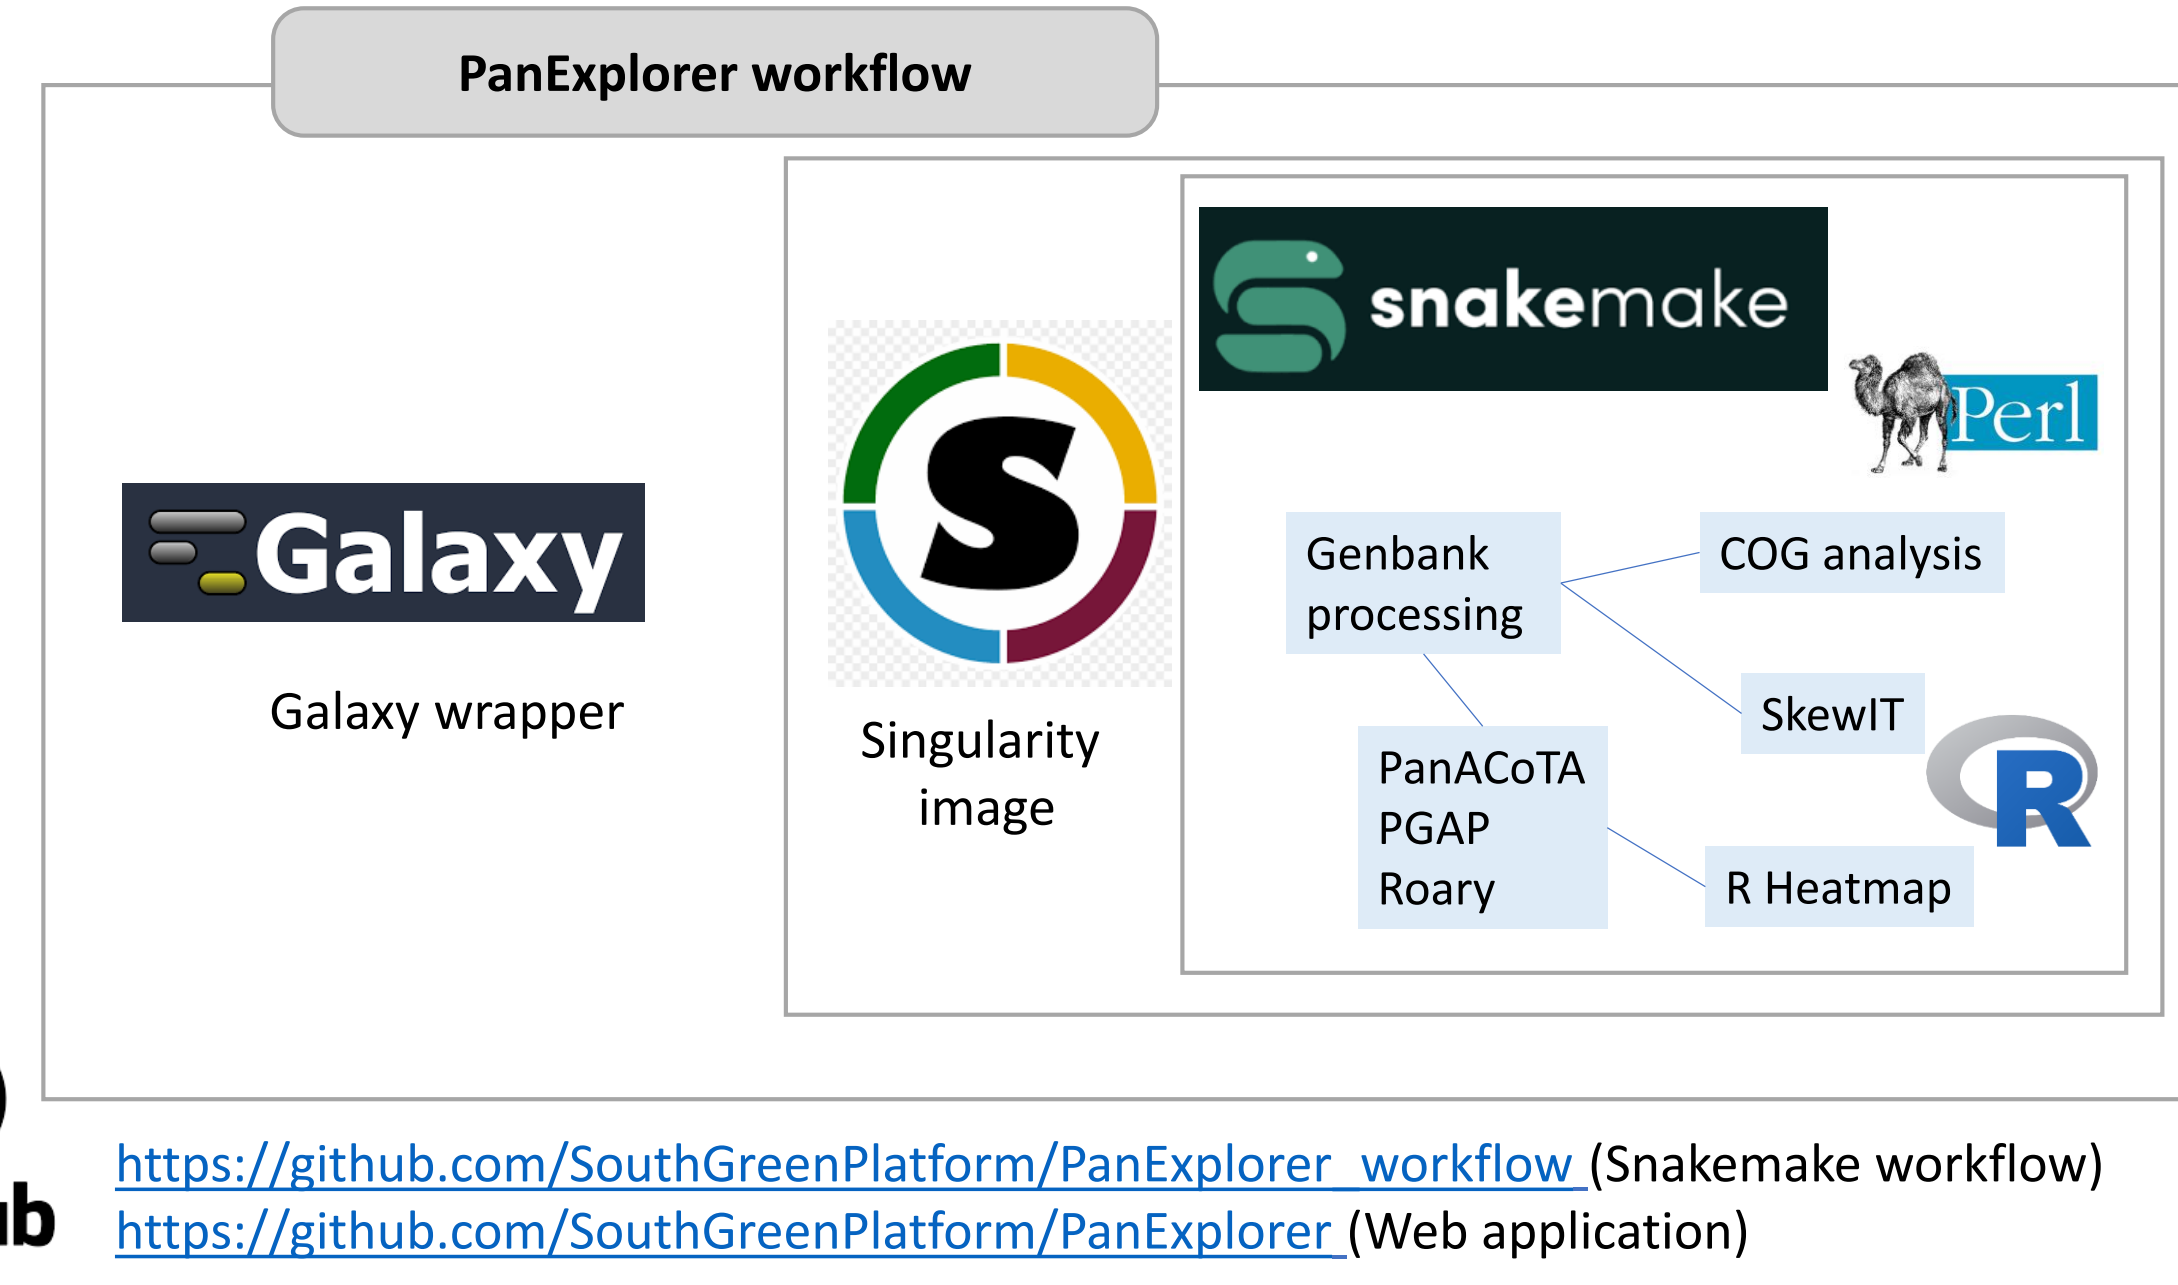 PanExplorer workflow
snakemake
Perl
Galaxy
Galaxy wrapper
S
Singularity
image
Genbank
processing
COG analysis
SkewIT
R
PanACoTA
PGAP
Roary
R Heatmap
https://github.com/SouthGreenPlatform/PanExplorer_workflow (Snakemake workflow)
ub
https://github.com/SouthGreenPlatform/PanExplorer (Web application)